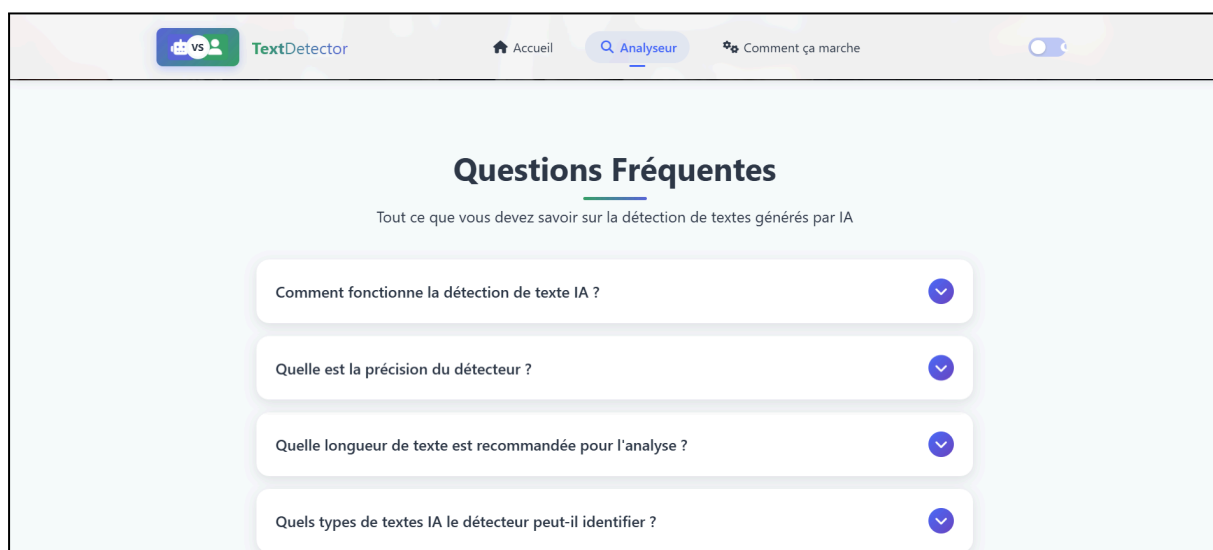 VS TextDetector Accueil Analyseur Comment ça marche
Questions Fréquentes
Tout ce que vous devez savoir sur la détection de textes générés par IA
Comment fonctionne la détection de texte IA ?
Quelle est la précision du détecteur ?
Quelle longueur de texte est recommandée pour l'analyse ?
Quels types de textes IA le détecteur peut-il identifier ?